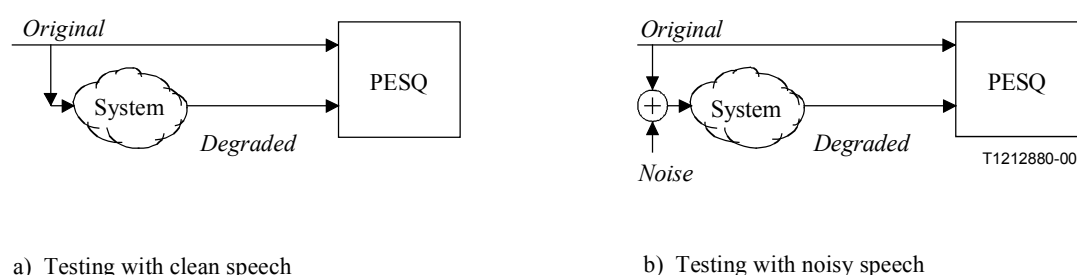 Original
System
Degraded
PESQ
a) Testing with clean speech
Original
System
Degraded
Noise
PESQ
T1212880-00
b) Testing with noisy speech